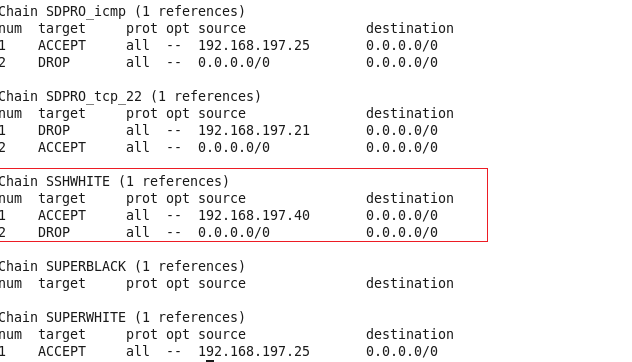 Chain SDPRO_icmp (1 references)
num  target     prot opt source               destination
1    ACCEPT     all  --  192.168.197.25       0.0.0.0/0
2    DROP       all  --  0.0.0.0/0            0.0.0.0/0
Chain SDPRO_tcp_22 (1 references)
num  target     prot opt source               destination
1    DROP       all  --  192.168.197.21       0.0.0.0/0
2    ACCEPT     all  --  0.0.0.0/0            0.0.0.0/0
Chain SSHWHITE (1 references)
num  target     prot opt source               destination
1    ACCEPT     all  --  192.168.197.40       0.0.0.0/0
2    DROP       all  --  0.0.0.0/0            0.0.0.0/0
Chain SUPERBLACK (1 references)
num  target     prot opt source               destination
Chain SUPERWHITE (1 references)
num  target     prot opt source               destination
1    ACCEPT     all  --  192.168.197.25       0.0.0.0/0